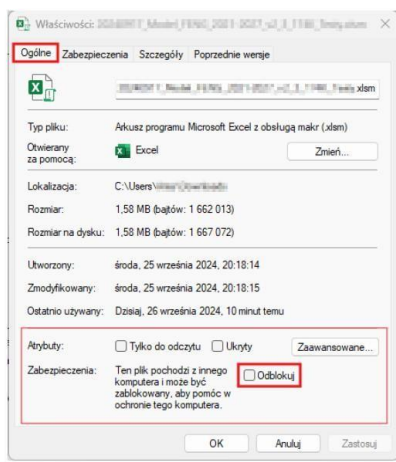 Właściwości:
Ogólne Zabezpieczenia Szczegóły Poprzednie wersje
.xlsm
Typ pliku: Arkusz programu Microsoft Excel z obsługą makr (.xlsm)
Otwierany za pomocą: Excel Zmień...
Lokalizacja: C:\Users\
Rozmiar: 1,58 MB (bajtów: 1 662 013)
Rozmiar na dysku: 1,58 MB (bajtów: 1 667 072)
Utworzony: środa, 25 września 2024, 20:18:14
Zmodyfikowany: środa, 25 września 2024, 20:18:15
Ostatnio używany: Dzisiaj, 26 września 2024, 10 minut temu
Atrybuty: Tylko do odczytu Ukryty Zaawansowane...
Zabezpieczenia: Ten plik pochodzi z innego
komputera i może być
zablokowany, aby pomóc w
ochronie tego komputera.
Odblokuj
OK Anuluj Zastosuj